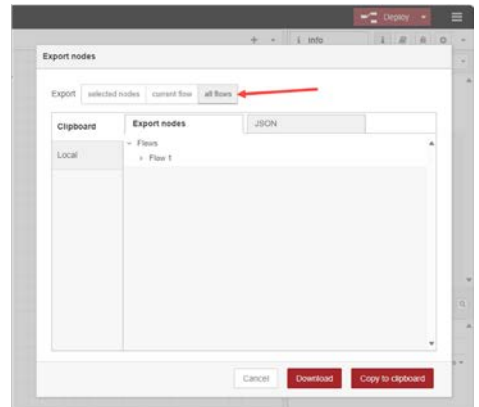 Deploy
i info
Export nodes
Export selected nodes current flow all flows
Clipboard Export nodes JSON
Local
Flows
Flow 1
Cancel Download Copy to clipboard